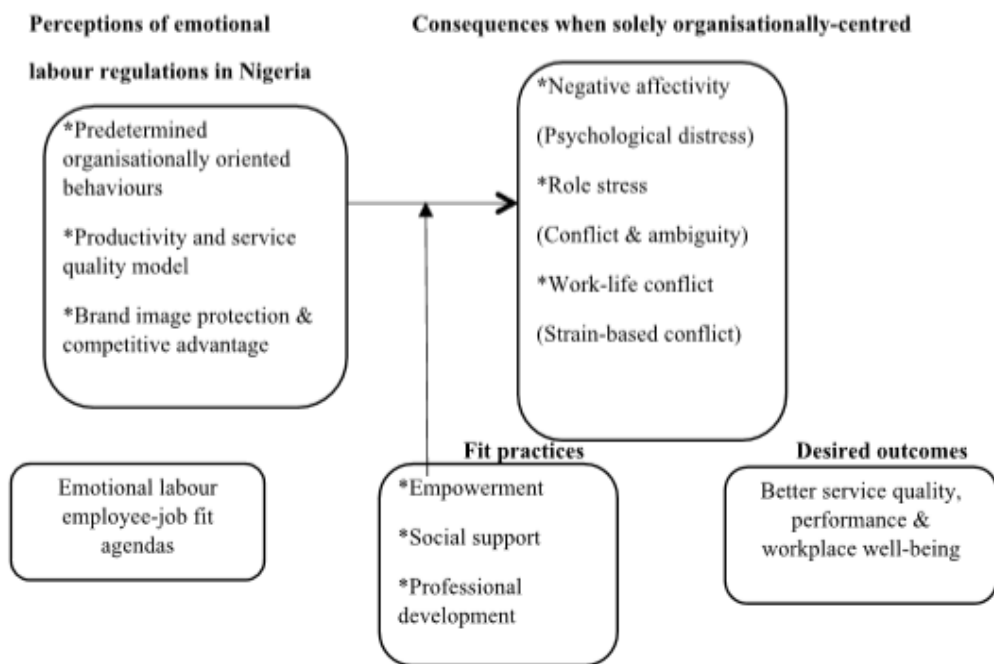 Perceptions of emotional
labour regulations in Nigeria
*Predetermined
organisationally oriented
behaviours
*Productivity and service
quality model
*Brand image protection &
competitive advantage
Consequences when solely organisationally-centred
*Negative affectivity
(Psychological distress)
*Role stress
(Conflict & ambiguity)
*Work-life conflict
(Strain-based conflict)
Emotional labour
employee-job fit
agendas
Fit practices
*Empowerment
*Social support
*Professional
development
Desired outcomes
Better service quality,
performance &
workplace well-being